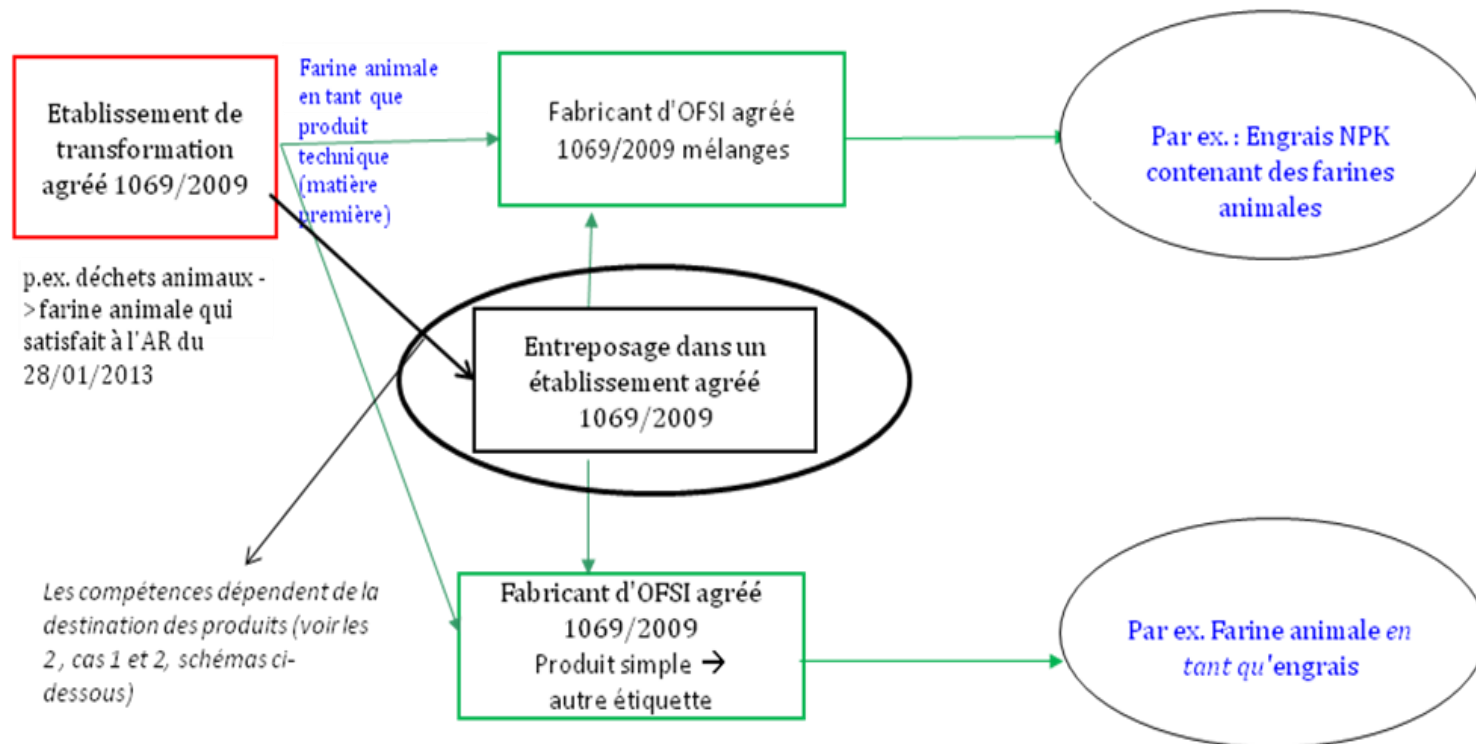 Etablissement de
transformation
agréé 1069/2009
p.ex. déchets animaux -
> farine animale qui
satisfait à l'AR du
28/01/2013
Farine animale
en tant que
produit
technique
(matière
première)
Fabricant d'OFSI agréé
1069/2009 mélanges
Par ex. : Engrais NPK
contenant des farines
animales
Entreposage dans un
établissement agréé
1069/2009
Les compétences dépendent de la
destination des produits (voir les
2 , cas 1 et 2, schémas ci-
dessous)
Fabricant d'OFSI agréé
1069/2009
Produit simple →
autre étiquette
Par ex. Farine animale en
tant qu'engrais